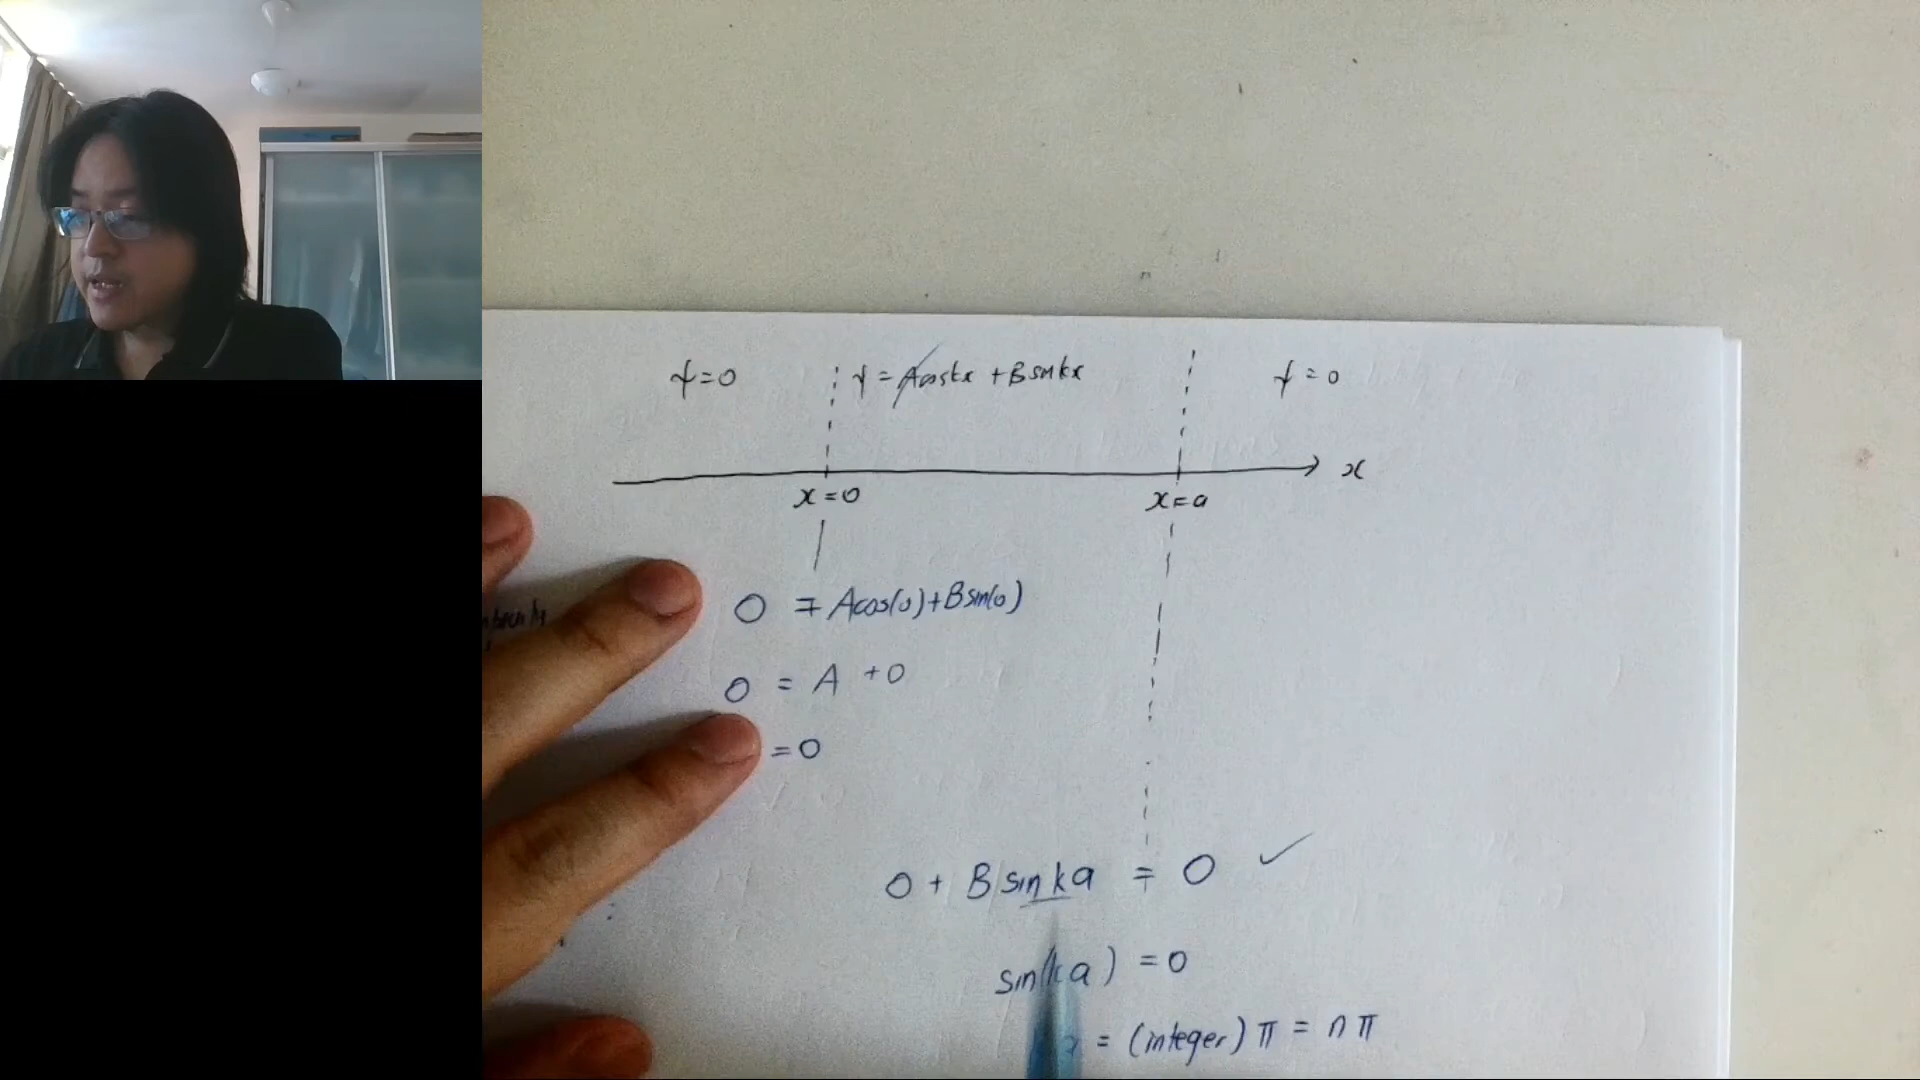 ψ=0 ψ = Acoskx + B sinkx ψ = 0
x
x=0 x=a
0 = Acos(0)+Bsin(0)
0 = A +0
=0
0 + B sin ka = 0 ✓
sin(ka) = 0
= (integer) π = nπ